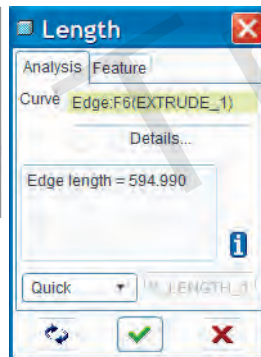 Length
Analysis Feature
Curve Edge:F6(EXTRUDE_1)
Details...
Edge length = 594.990
Quick